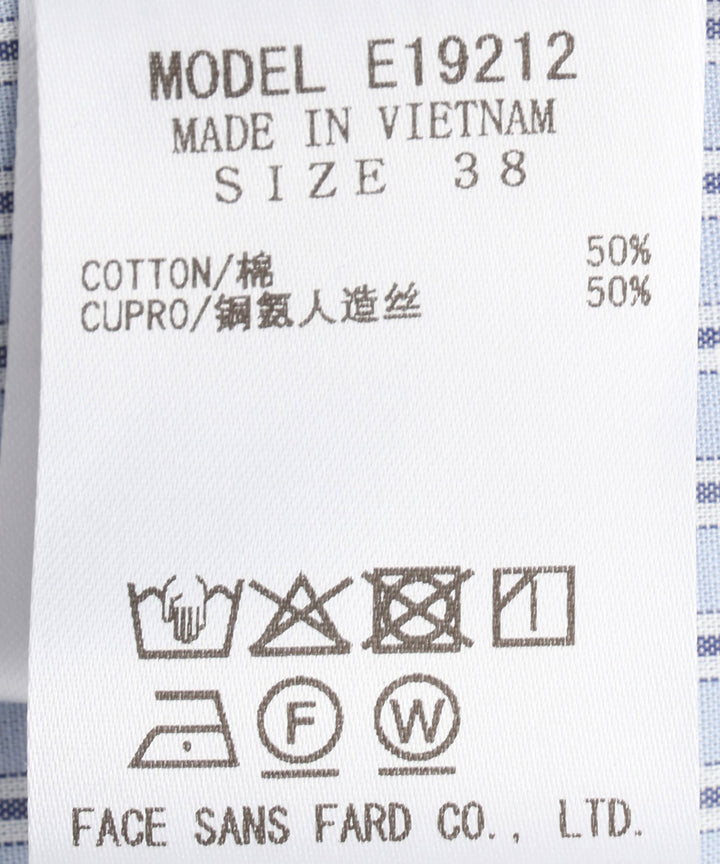 MODEL E19212
MADE IN VIETNAM
SIZE 38
COTTON/棉 50%
CUPRO/铜氨人造丝 50%
F W
FACE SANS FARD CO., LTD.